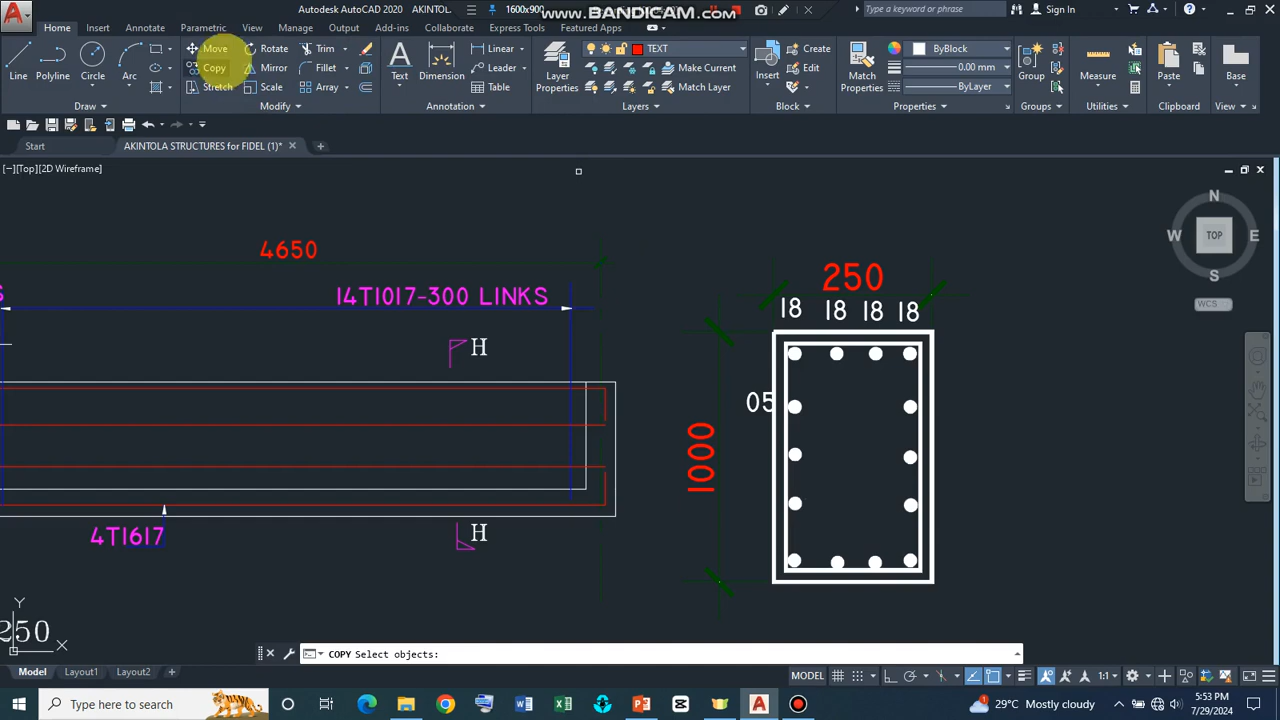 Autodesk AutoCAD 2020 AKINTOL
1600x900
www.BANDICAM.com
Enter a keyword or phrase
Sign In
Home Insert Annotate Parametric View Manage Output Collaborate Express Tools Featured Apps
Line Polyline Circle Arc
Move Rotate Trim
Copy Mirror Fillet
Stretch Scale Array
Text Dimension
Linear
Leader
Table
Layer Properties
TEXT
Make Current
Match Layer
Insert
Create
Edit
Match Properties
ByBlock
0.00 mm
ByLayer
Group Measure Paste Base
Draw Modify Annotation Layers Block Properties Groups Utilities Clipboard View
Start AKINTOLA STRUCTURES for FIDEL (1)*
[−][Top][2D Wireframe]
N
W TOP E
S
WCS
4650
S
14T1017-300 LINKS
H
H
4T1617
250
18 18 18 18
05
1000
Y
X
250
COPY Select objects:
Model Layout1 Layout2
MODEL
1:1
Type here to search
29°C Mostly cloudy
5:53 PM
7/29/2024